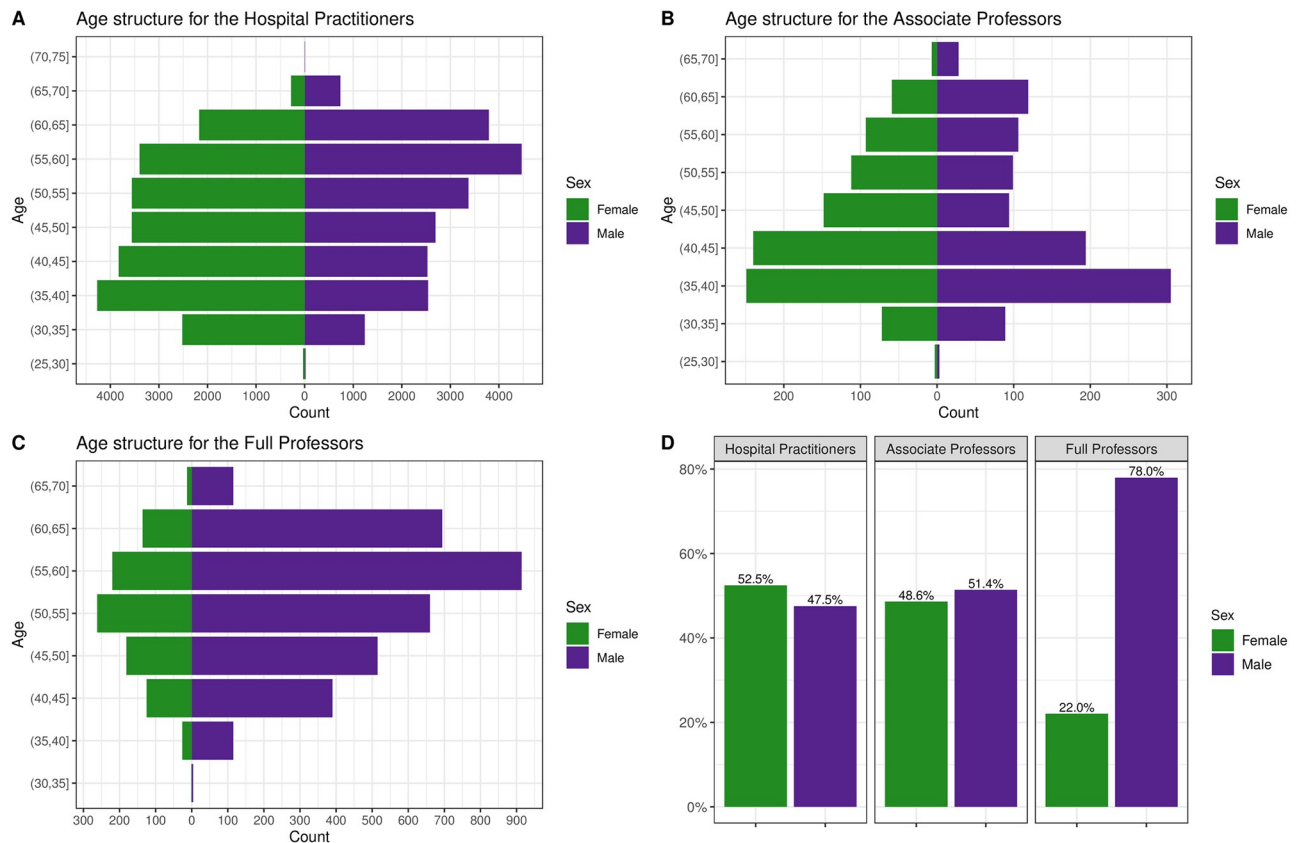 A
Age structure for the Hospital Practitioners
(70,75]
(65,70]
(60,65]
(55,60]
(50,55]
(45,50]
(40,45]
(35,40]
(30,35]
(25,30]
Age
4000 3000 2000 1000 0 1000 2000 3000 4000
Count
Sex
Female
Male
B
Age structure for the Associate Professors
(65,70]
(60,65]
(55,60]
(50,55]
(45,50]
(40,45]
(35,40]
(30,35]
(25,30]
Age
200 100 0 100 200 300
Count
Sex
Female
Male
C
Age structure for the Full Professors
(65,70]
(60,65]
(55,60]
(50,55]
(45,50]
(40,45]
(35,40]
(30,35]
Age
300 200 100 0 100 200 300 400 500 600 700 800 900
Count
Sex
Female
Male
D
Hospital Practitioners Associate Professors Full Professors
80%
60%
40%
20%
0%
52.5% 47.5% 48.6% 51.4% 22.0% 78.0%
Sex
Female
Male